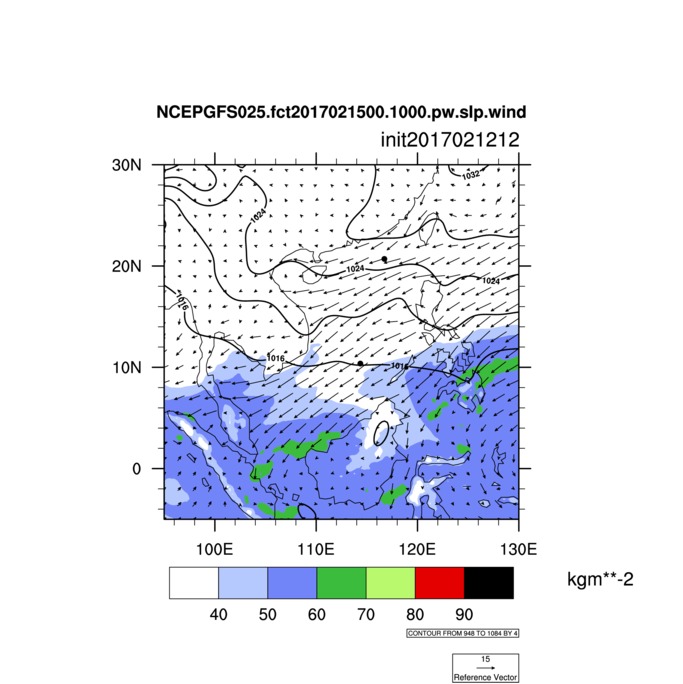 NCEPGFS025.fct2017021500.1000.pw.slp.wind
init2017021212
30N
20N
10N
0
1032
1024
1024
1024
1016
1016
1016
100E 110E 120E 130E
40 50 60 70 80 90
kgm**-2
CONTOUR FROM 948 TO 1084 BY 4
15
Reference Vector